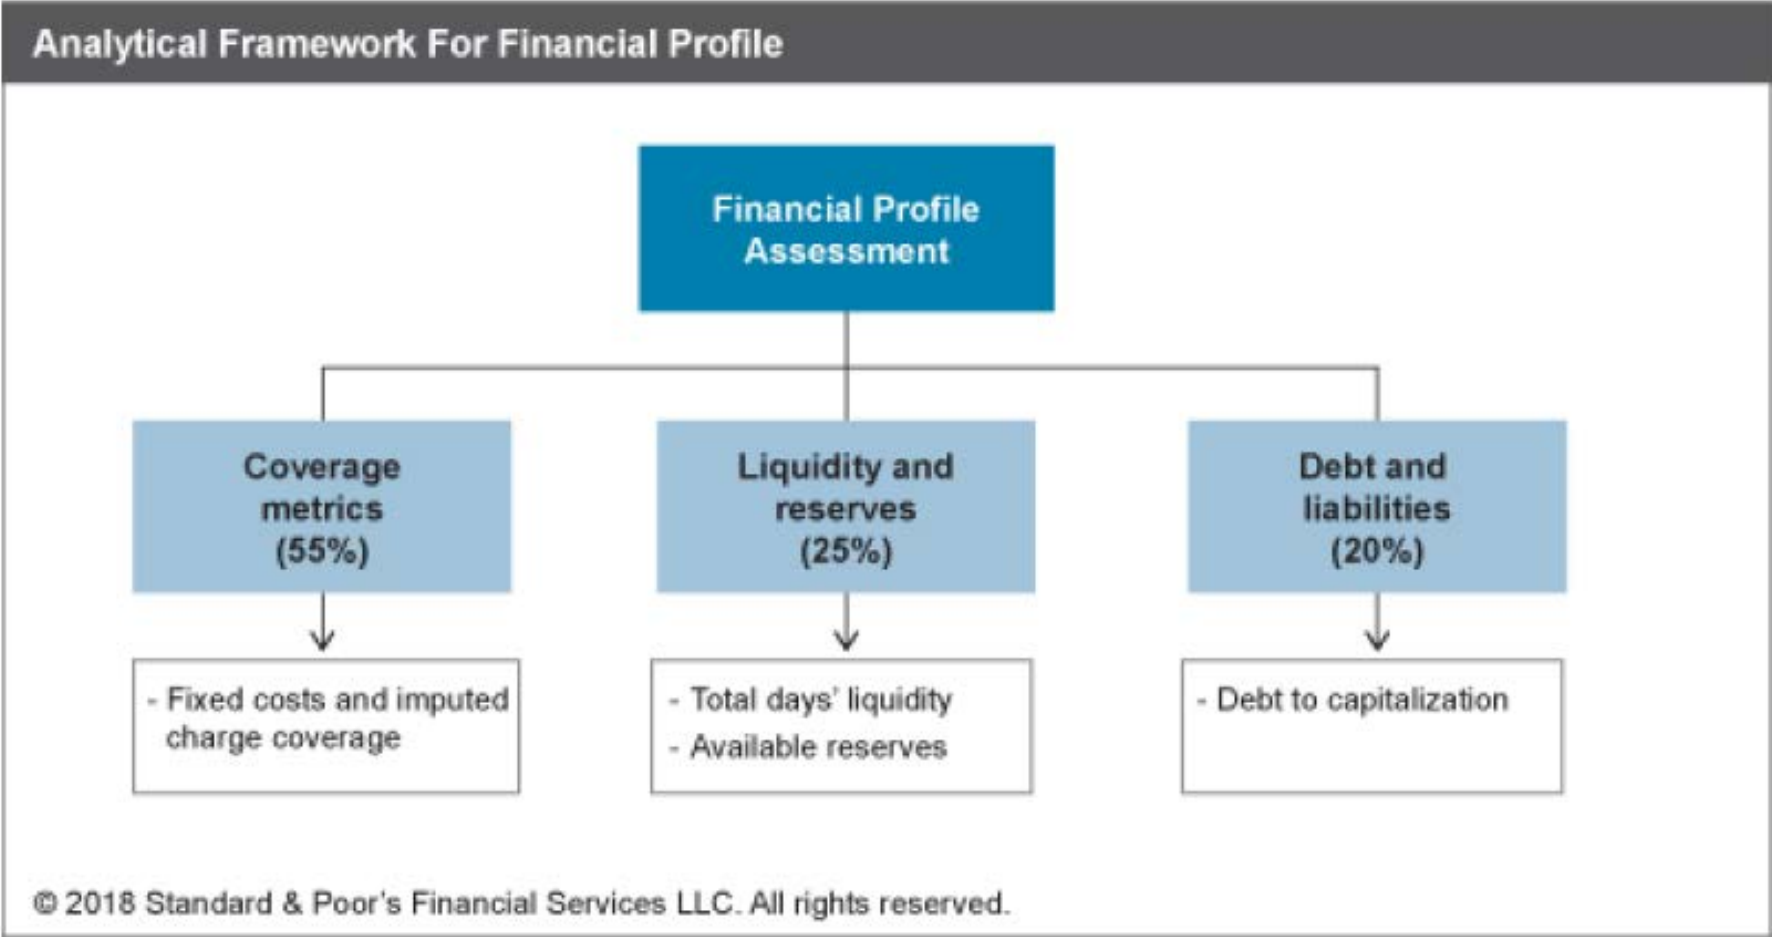 Analytical Framework For Financial Profile
Financial Profile
Assessment
Coverage
metrics
(55%)
Liquidity and
reserves
(25%)
Debt and
liabilities
(20%)
- Fixed costs and imputed
charge coverage
- Total days' liquidity
- Available reserves
- Debt to capitalization
© 2018 Standard & Poor's Financial Services LLC. All rights reserved.